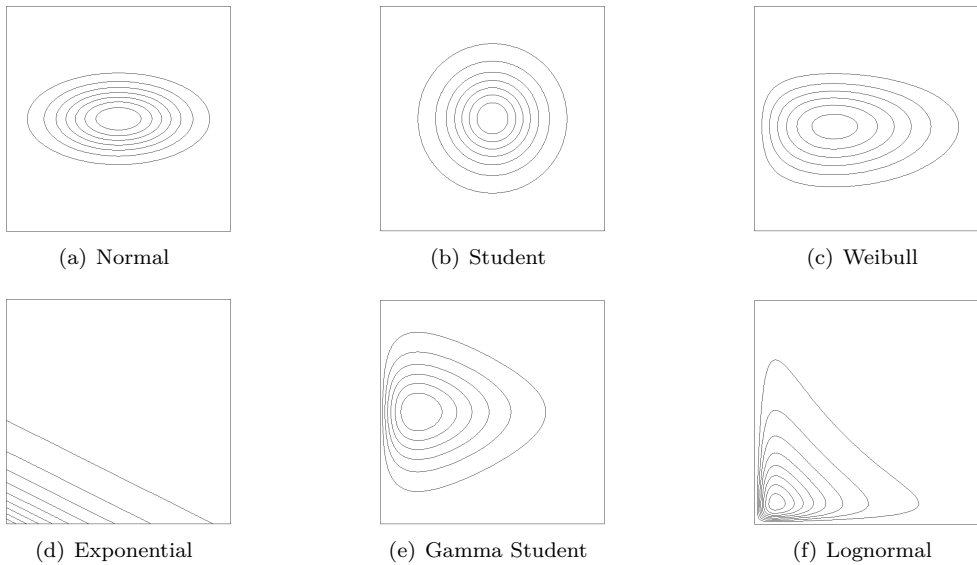 (a) Normal
(b) Student
(c) Weibull
(d) Exponential
(e) Gamma Student
(f) Lognormal